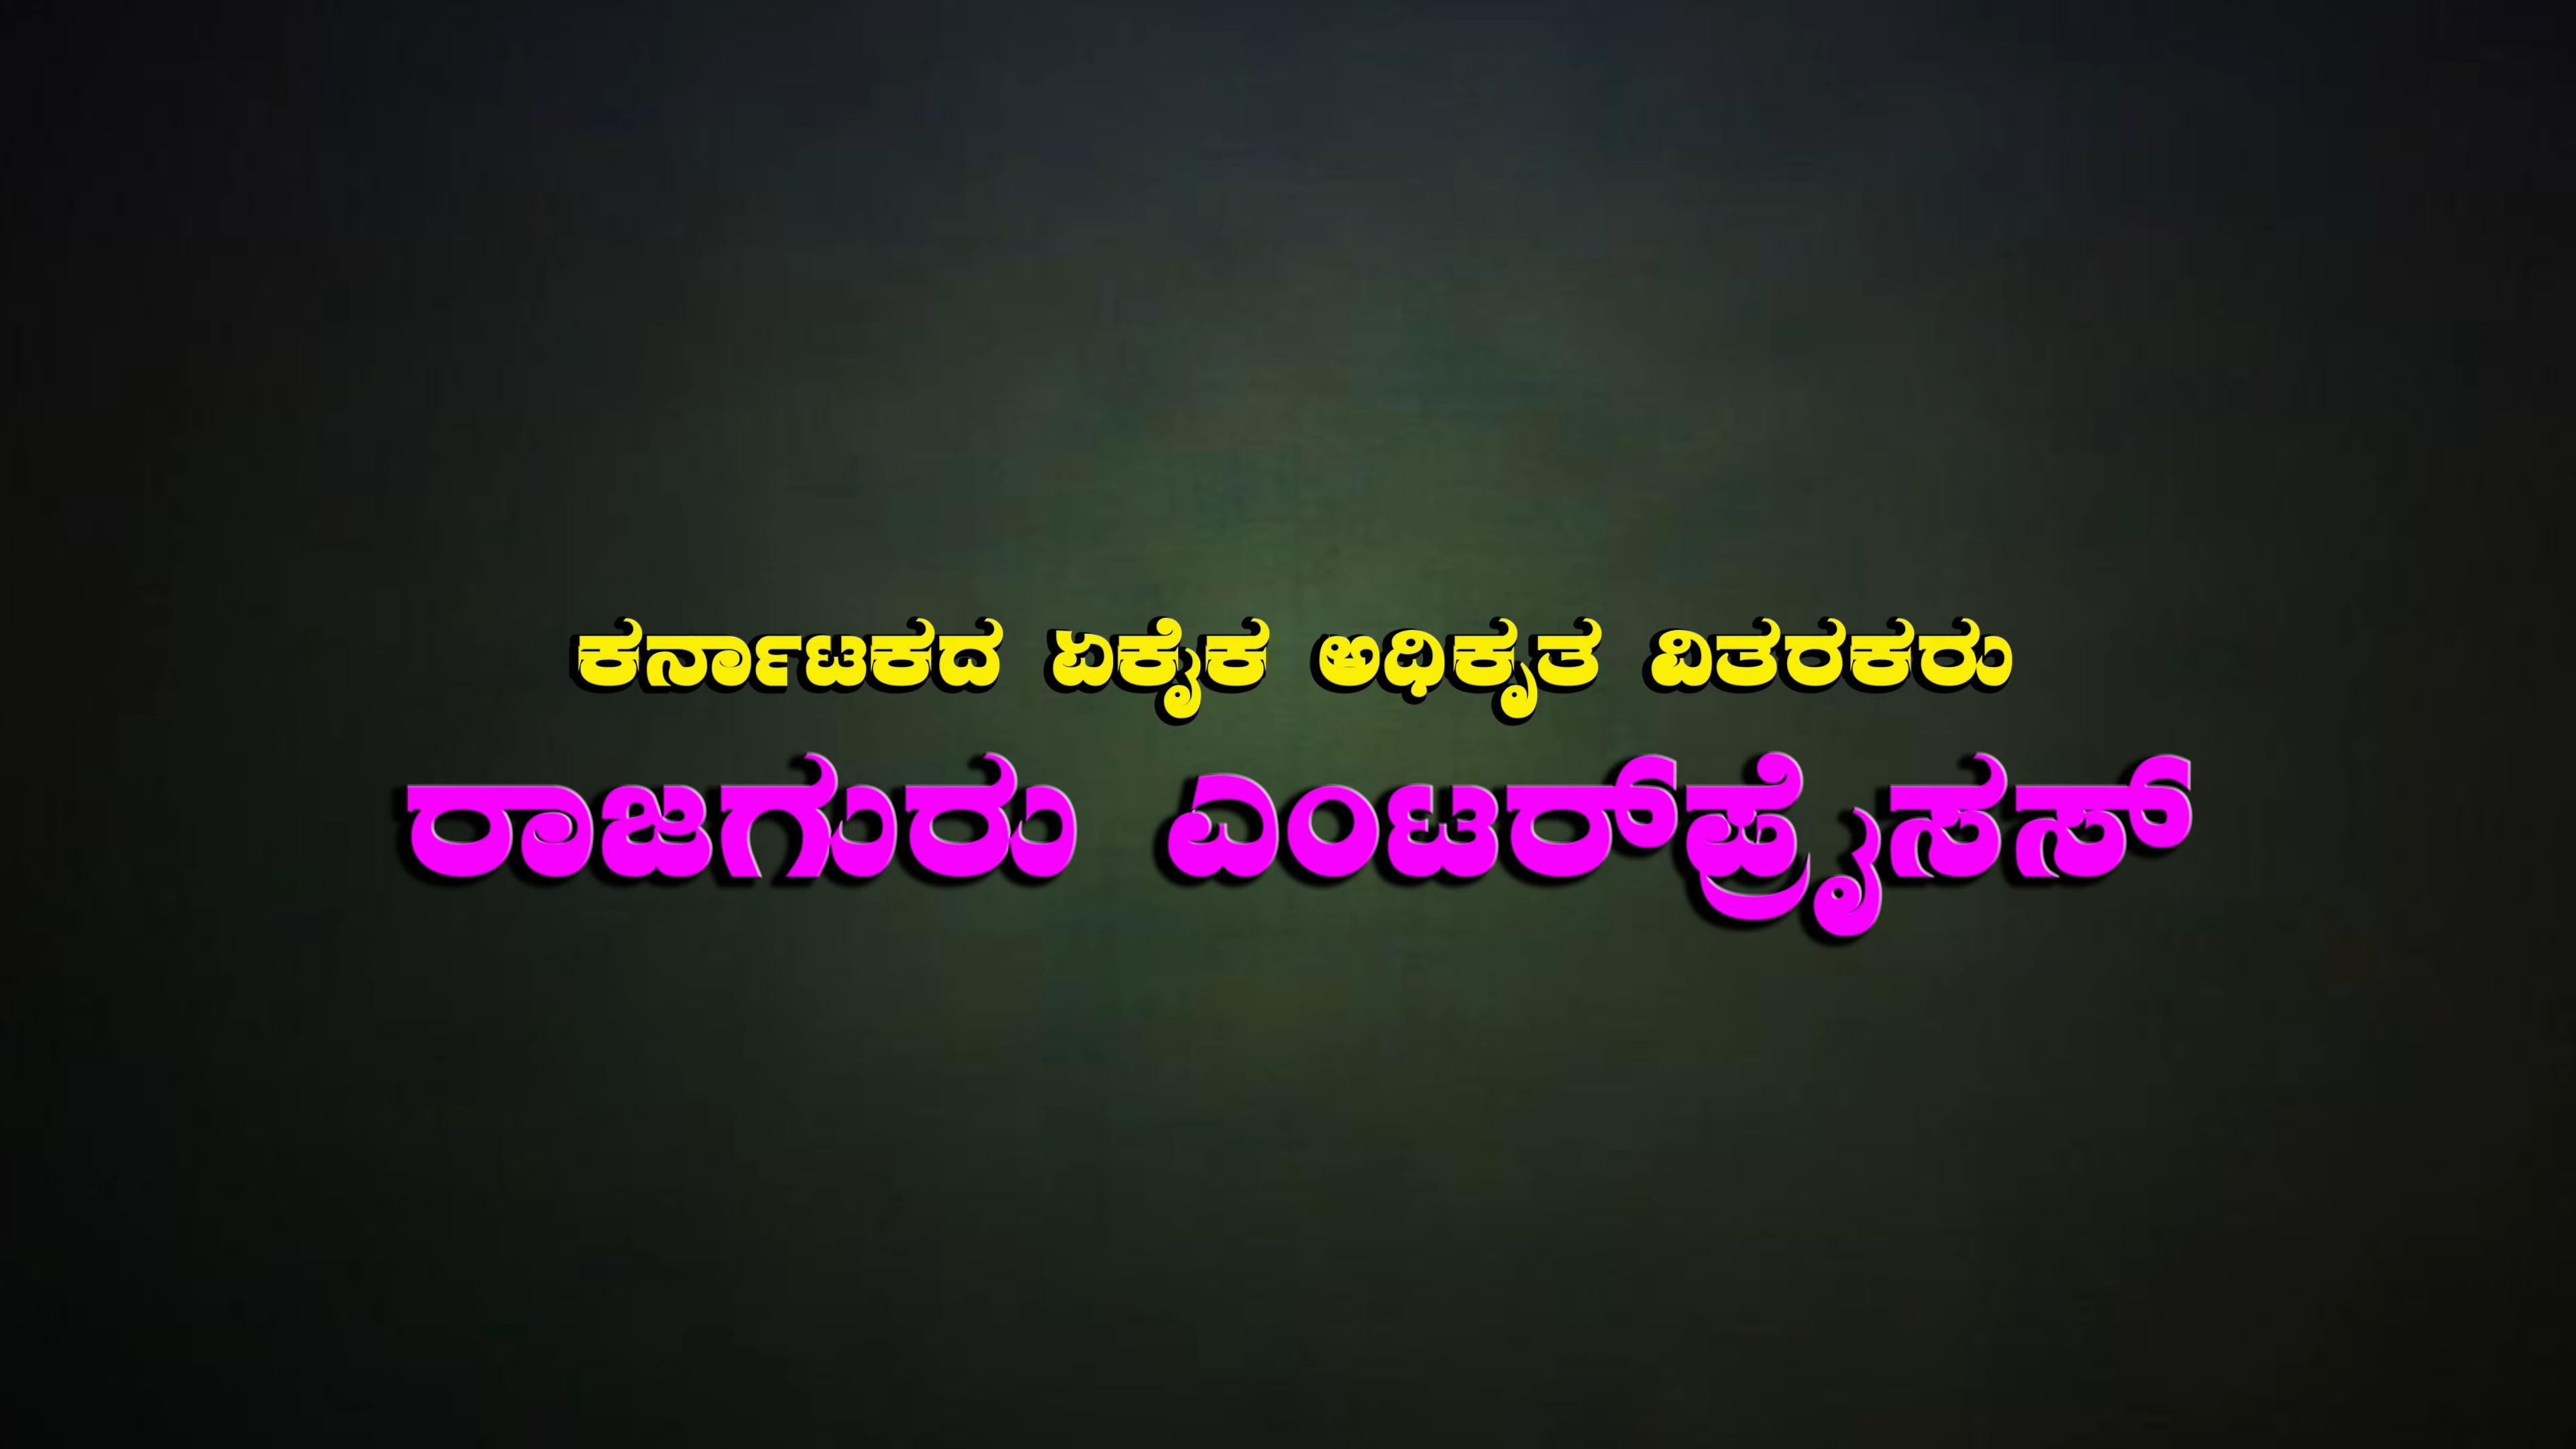 ಕರ್ನಾಟಕದ ಏಕೈಕ ಅಧಿಕೃತ ವಿತರಕರು
ರಾಜಗುರು ಎಂಟರ್‌ಪ್ರೈಸಸ್